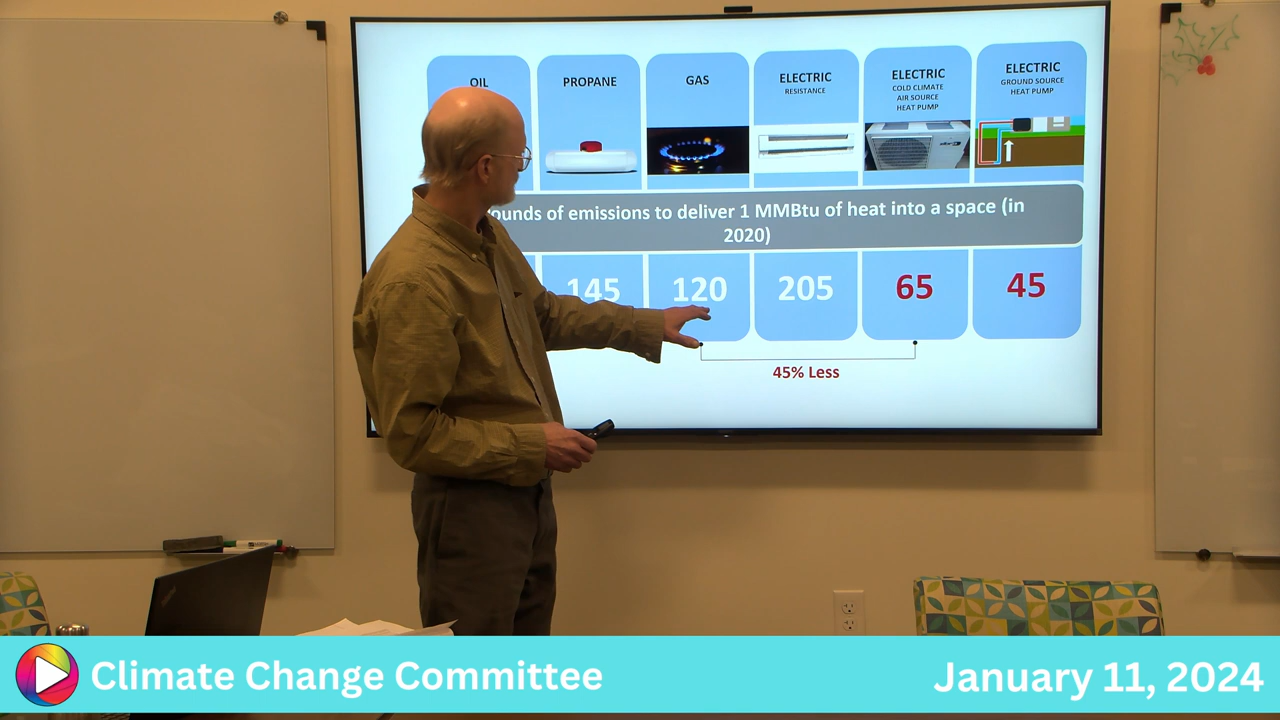 OIL
PROPANE
GAS
ELECTRIC
RESISTANCE
ELECTRIC
COLD CLIMATE
AIR SOURCE
HEAT PUMP
ELECTRIC
GROUND SOURCE
HEAT PUMP
ounds of emissions to deliver 1 MMBtu of heat into a space (in
2020)
145
120
205
65
45
45% Less
Climate Change Committee
January 11, 2024